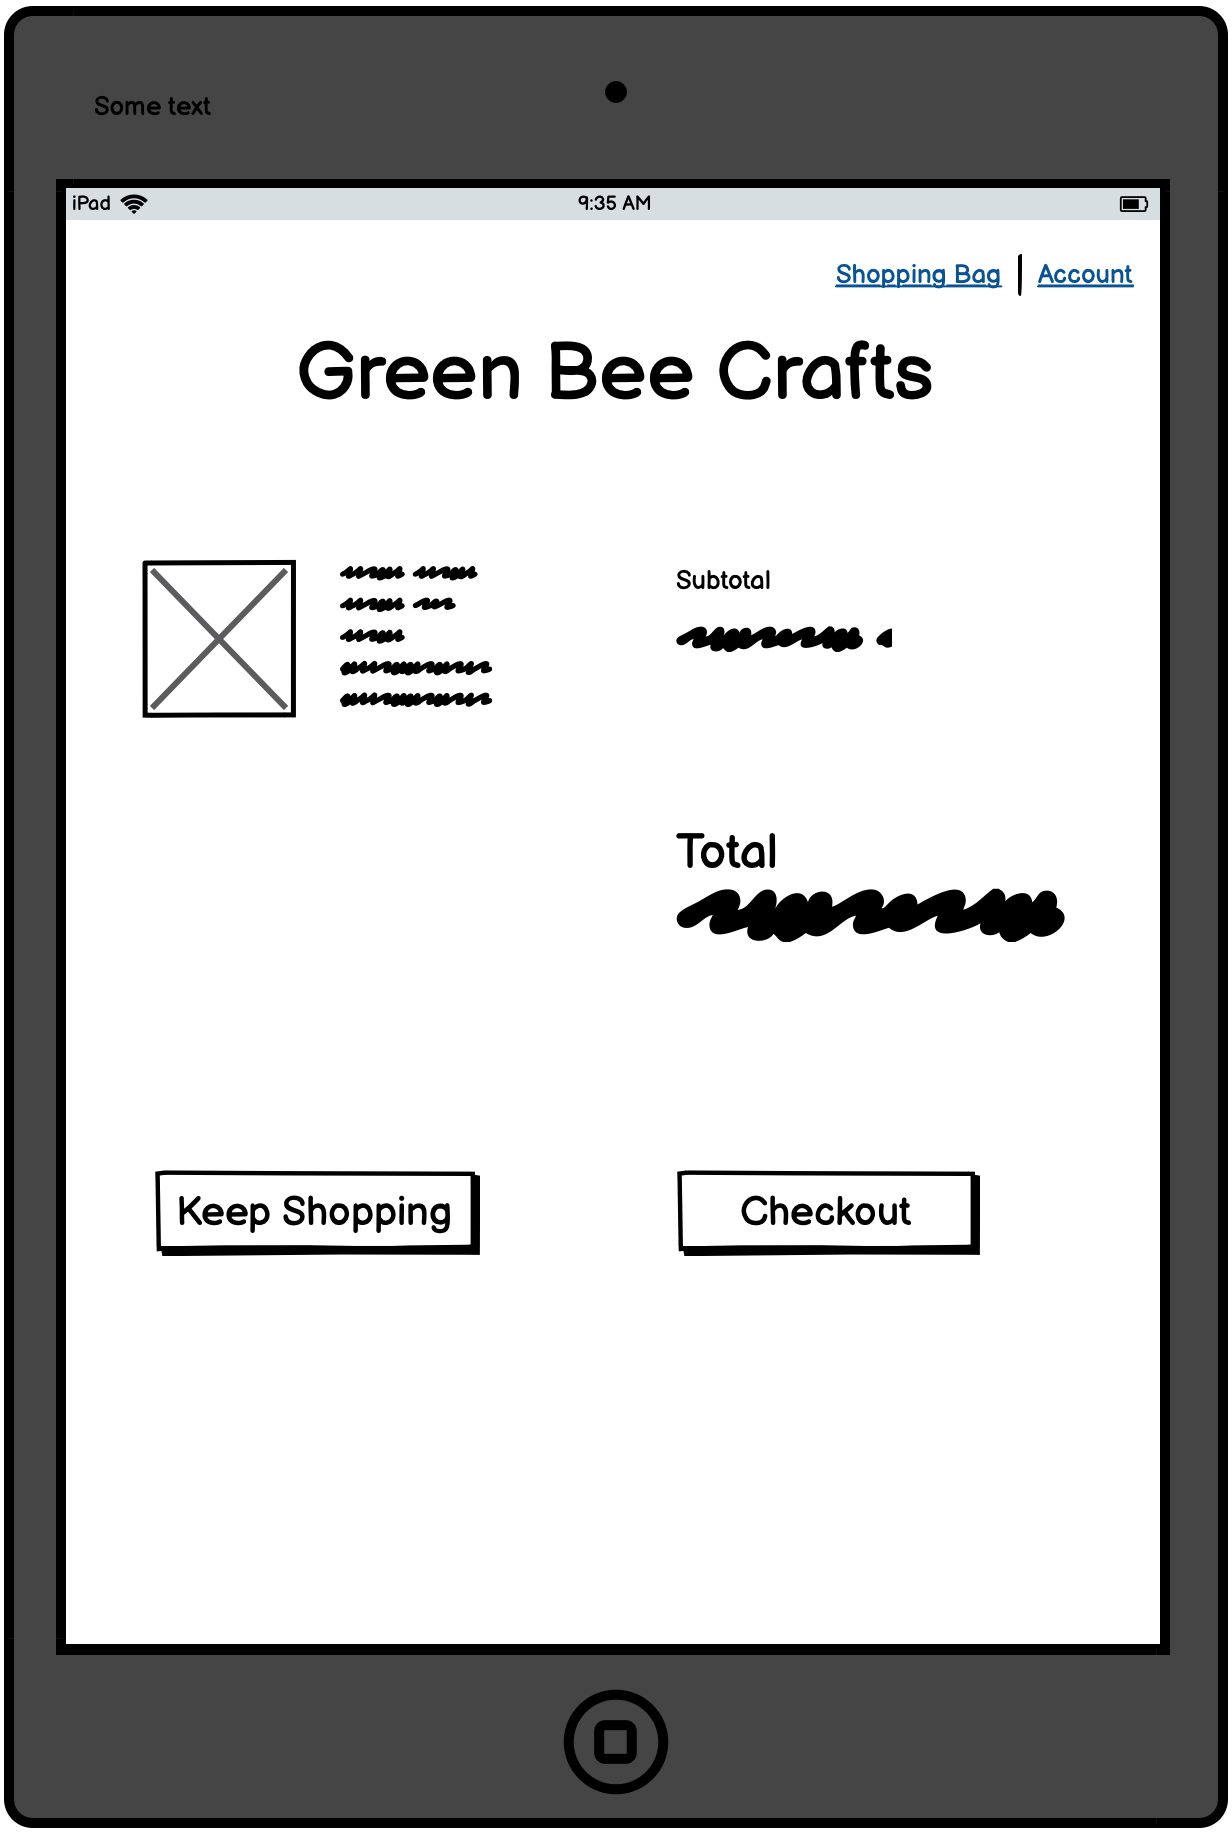 Some text
iPad
9:35 AM
Shopping Bag
Account
Green Bee Crafts
Subtotal
Total
Keep Shopping
Checkout